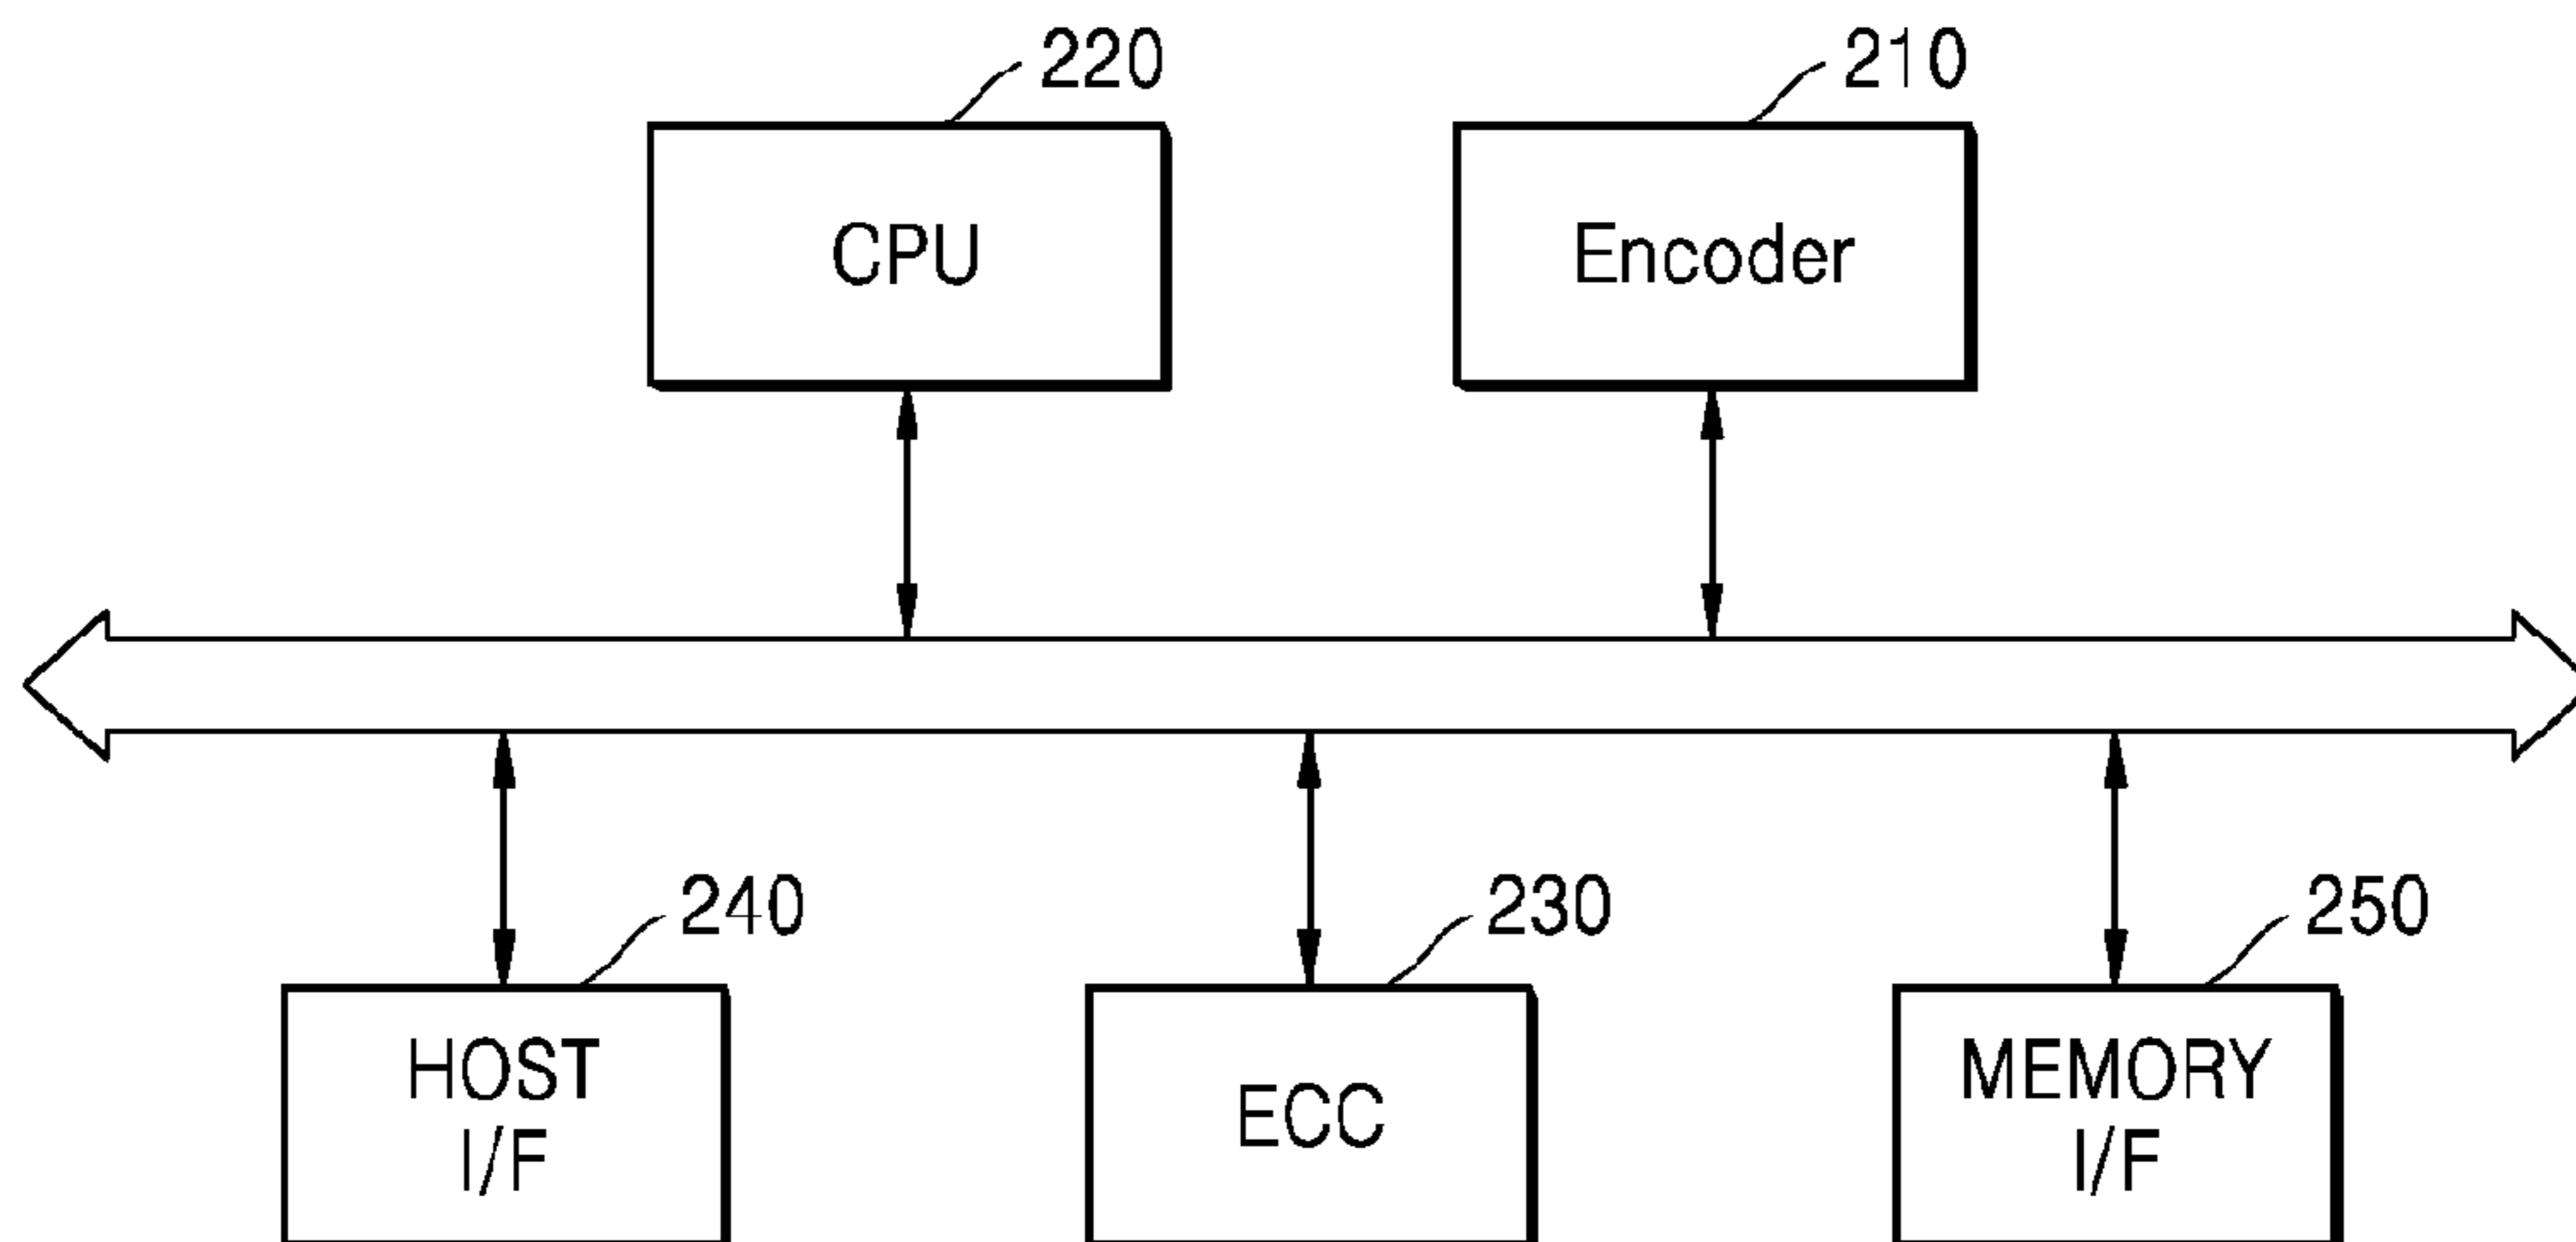 220
210
CPU
Encoder
240
230
250
HOST
I/F
ECC
MEMORY
I/F